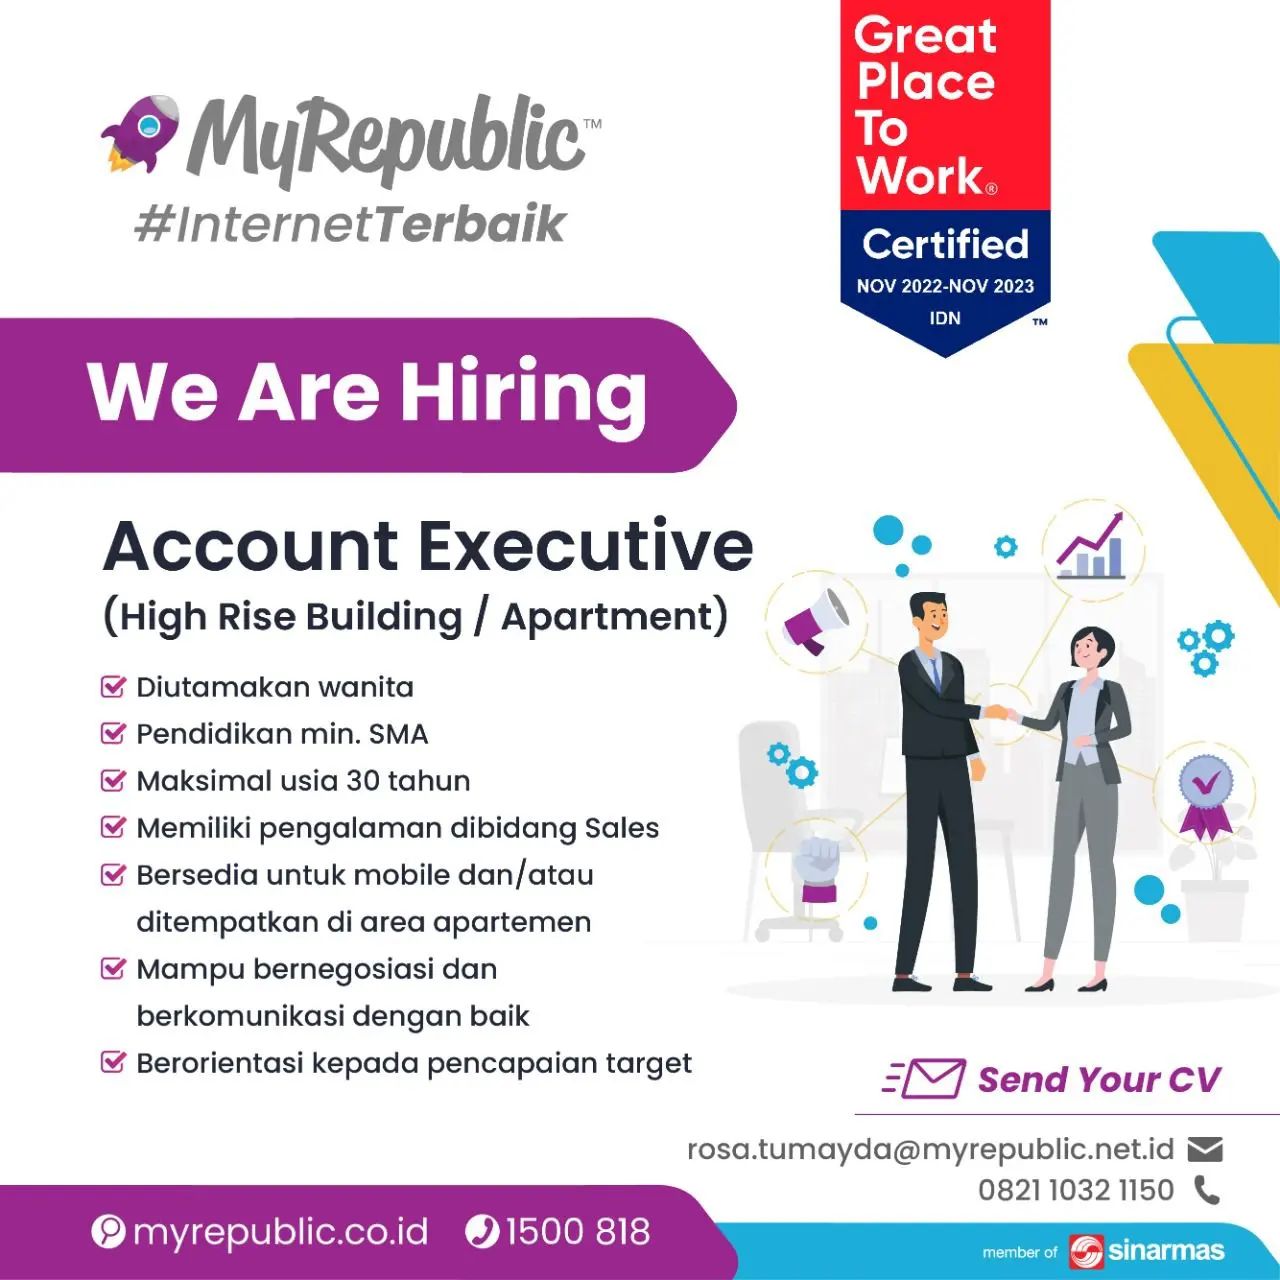 MyRepublic™
#InternetTerbaik
Great
Place
To
Work®
Certified
NOV 2022-NOV 2023
IDN
™
We Are Hiring
Account Executive
(High Rise Building / Apartment)
Diutamakan wanita
Pendidikan min. SMA
Maksimal usia 30 tahun
Memiliki pengalaman dibidang Sales
Bersedia untuk mobile dan/atau
ditempatkan di area apartemen
Mampu bernegosiasi dan
berkomunikasi dengan baik
Berorientasi kepada pencapaian target
Send Your CV
rosa.tumayda@myrepublic.net.id
0821 1032 1150
myrepublic.co.id 1500 818
member of sinarmas